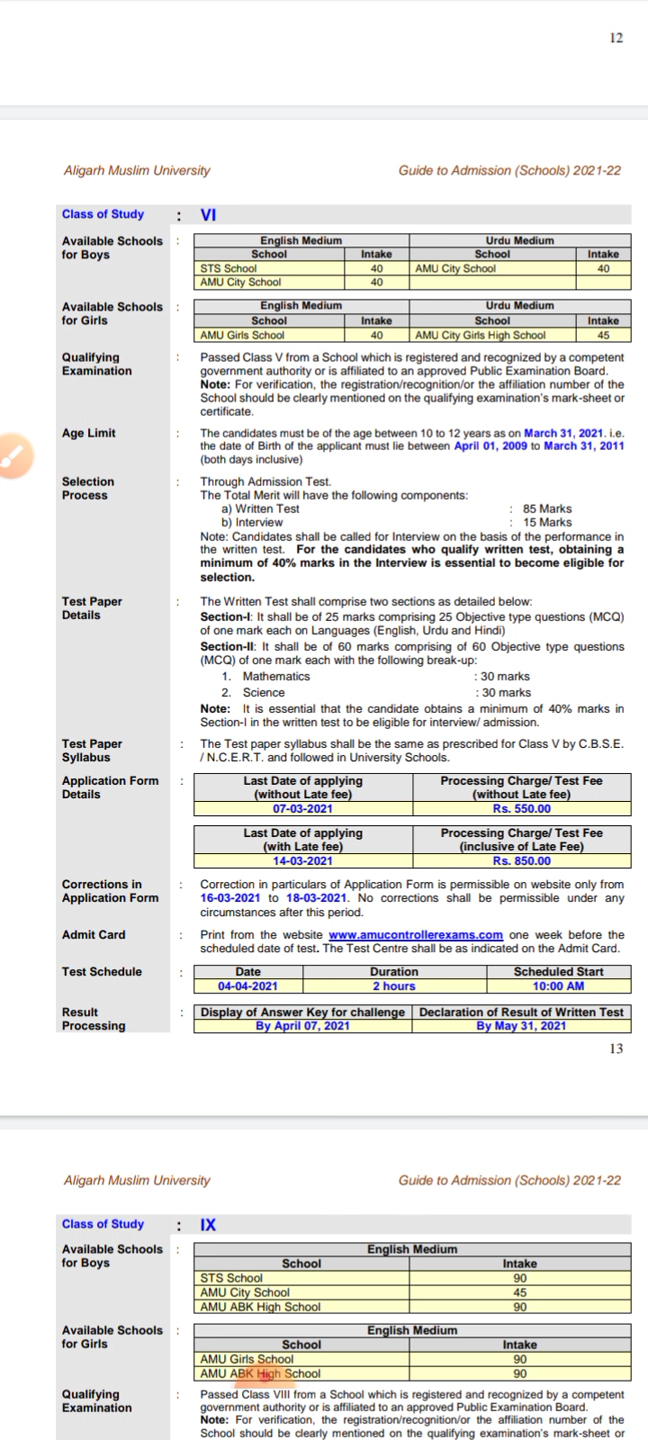 12
Aligarh Muslim University Guide to Admission (Schools) 2021-22
Class of Study : VI
Available Schools for Boys :
English Medium Urdu Medium
School Intake School Intake
STS School 40 AMU City School 40
AMU City School 40
Available Schools for Girls :
English Medium Urdu Medium
School Intake School Intake
AMU Girls School 40 AMU City Girls High School 45
Qualifying Examination :
Passed Class V from a School which is registered and recognized by a competent
government authority or is affiliated to an approved Public Examination Board.
Note: For verification, the registration/recognition/or the affiliation number of the
School should be clearly mentioned on the qualifying examination's mark-sheet or
certificate.
Age Limit : The candidates must be of the age between 10 to 12 years as on March 31, 2021. i.e.
the date of Birth of the applicant must lie between April 01, 2009 to March 31, 2011
(both days inclusive)
Selection Process :
Through Admission Test.
The Total Merit will have the following components:
a) Written Test : 85 Marks
b) Interview : 15 Marks
Note: Candidates shall be called for Interview on the basis of the performance in
the written test. For the candidates who qualify written test, obtaining a
minimum of 40% marks in the Interview is essential to become eligible for
selection.
Test Paper Details :
The Written Test shall comprise two sections as detailed below:
Section-I: It shall be of 25 marks comprising 25 Objective type questions (MCQ)
of one mark each on Languages (English, Urdu and Hindi)
Section-II: It shall be of 60 marks comprising of 60 Objective type questions
(MCQ) of one mark each with the following break-up:
1. Mathematics : 30 marks
2. Science : 30 marks
Note: It is essential that the candidate obtains a minimum of 40% marks in
Section-I in the written test to be eligible for interview/ admission.
Test Paper Syllabus :
The Test paper syllabus shall be the same as prescribed for Class V by C.B.S.E.
/ N.C.E.R.T. and followed in University Schools.
Application Form Details :
Last Date of applying Processing Charge/ Test Fee
(without Late fee) (without Late fee)
07-03-2021 Rs. 550.00
Last Date of applying Processing Charge/ Test Fee
(with Late fee) (inclusive of Late Fee)
14-03-2021 Rs. 850.00
Corrections in Application Form :
Correction in particulars of Application Form is permissible on website only from
16-03-2021 to 18-03-2021. No corrections shall be permissible under any
circumstances after this period.
Admit Card : Print from the website www.amucontrollerexams.com one week before the
scheduled date of test. The Test Centre shall be as indicated on the Admit Card.
Test Schedule :
Date Duration Scheduled Start
04-04-2021 2 hours 10:00 AM
Result Processing :
Display of Answer Key for challenge Declaration of Result of Written Test
By April 07, 2021 By May 31, 2021
13
Aligarh Muslim University Guide to Admission (Schools) 2021-22
Class of Study : IX
Available Schools for Boys :
English Medium
School Intake
STS School 90
AMU City School 45
AMU ABK High School 90
Available Schools for Girls :
English Medium
School Intake
AMU Girls School 90
AMU ABK High School 90
Qualifying Examination :
Passed Class VIII from a School which is registered and recognized by a competent
government authority or is affiliated to an approved Public Examination Board.
Note: For verification, the registration/recognition/or the affiliation number of the
School should be clearly mentioned on the qualifying examination's mark-sheet or